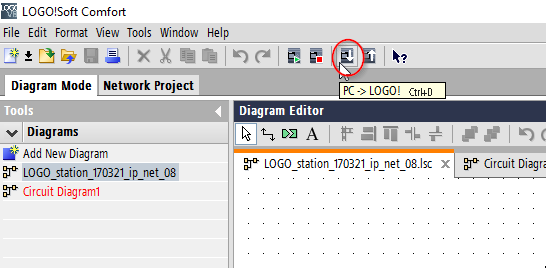 LOGO!Soft Comfort
File Edit Format View Tools Window Help
PC -> LOGO! Ctrl+D
Diagram Mode Network Project
Tools Diagram Editor
Diagrams
Add New Diagram
A
LOGO_station_170321_ip_net_08
LOGO_station_170321_ip_net_08.lsc Circuit Diagra
Circuit Diagram1